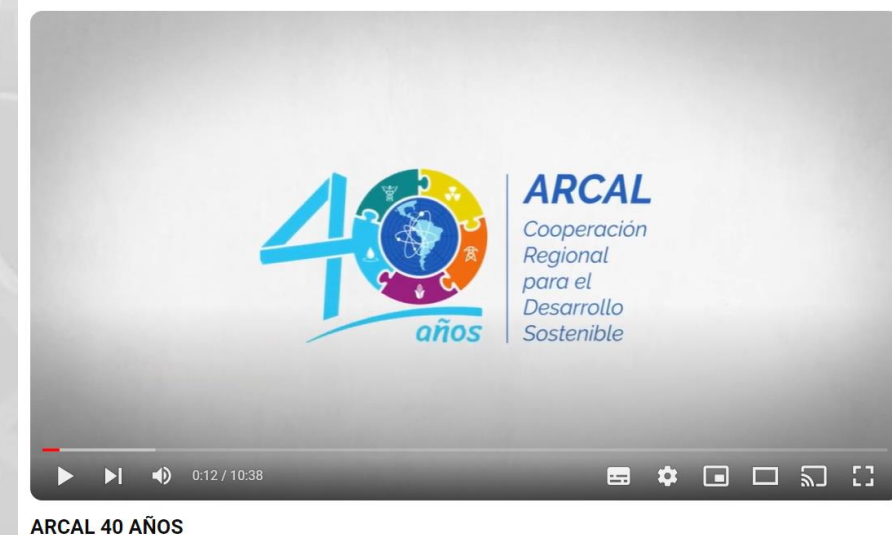 40
años
ARCAL
Cooperación
Regional
para el
Desarrollo
Sostenible
0:12 / 10:38
ARCAL 40 AÑOS